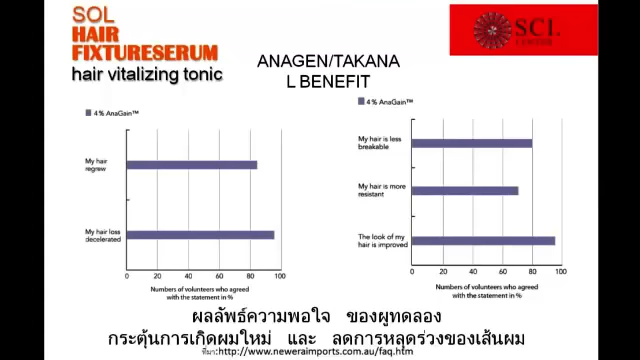 SOL
HAIR
FIXTURESERUM
hair vitalizing tonic
SCL
ANAGEN/TAKANA
L BENEFIT
4 % AnaGain™
My hair
regrew
My hair loss
decelerated
0 20 40 60 80 100
Numbers of volunteers who agreed
with the statement in %
4 % AnaGain™
My hair is less
breakable
My hair is more
resistant
The look of my
hair is improved
0 20 40 60 80 100
Numbers of volunteers who agreed
with the statement in %
ผลลัพธ์ความพอใจ ของผู้ทดลอง
กระตุ้นการเกิดผมใหม่ และ ลดการหลุดร่วงของเส้นผม
ที่มา:http://www.neweraimports.com.au/faq.htm